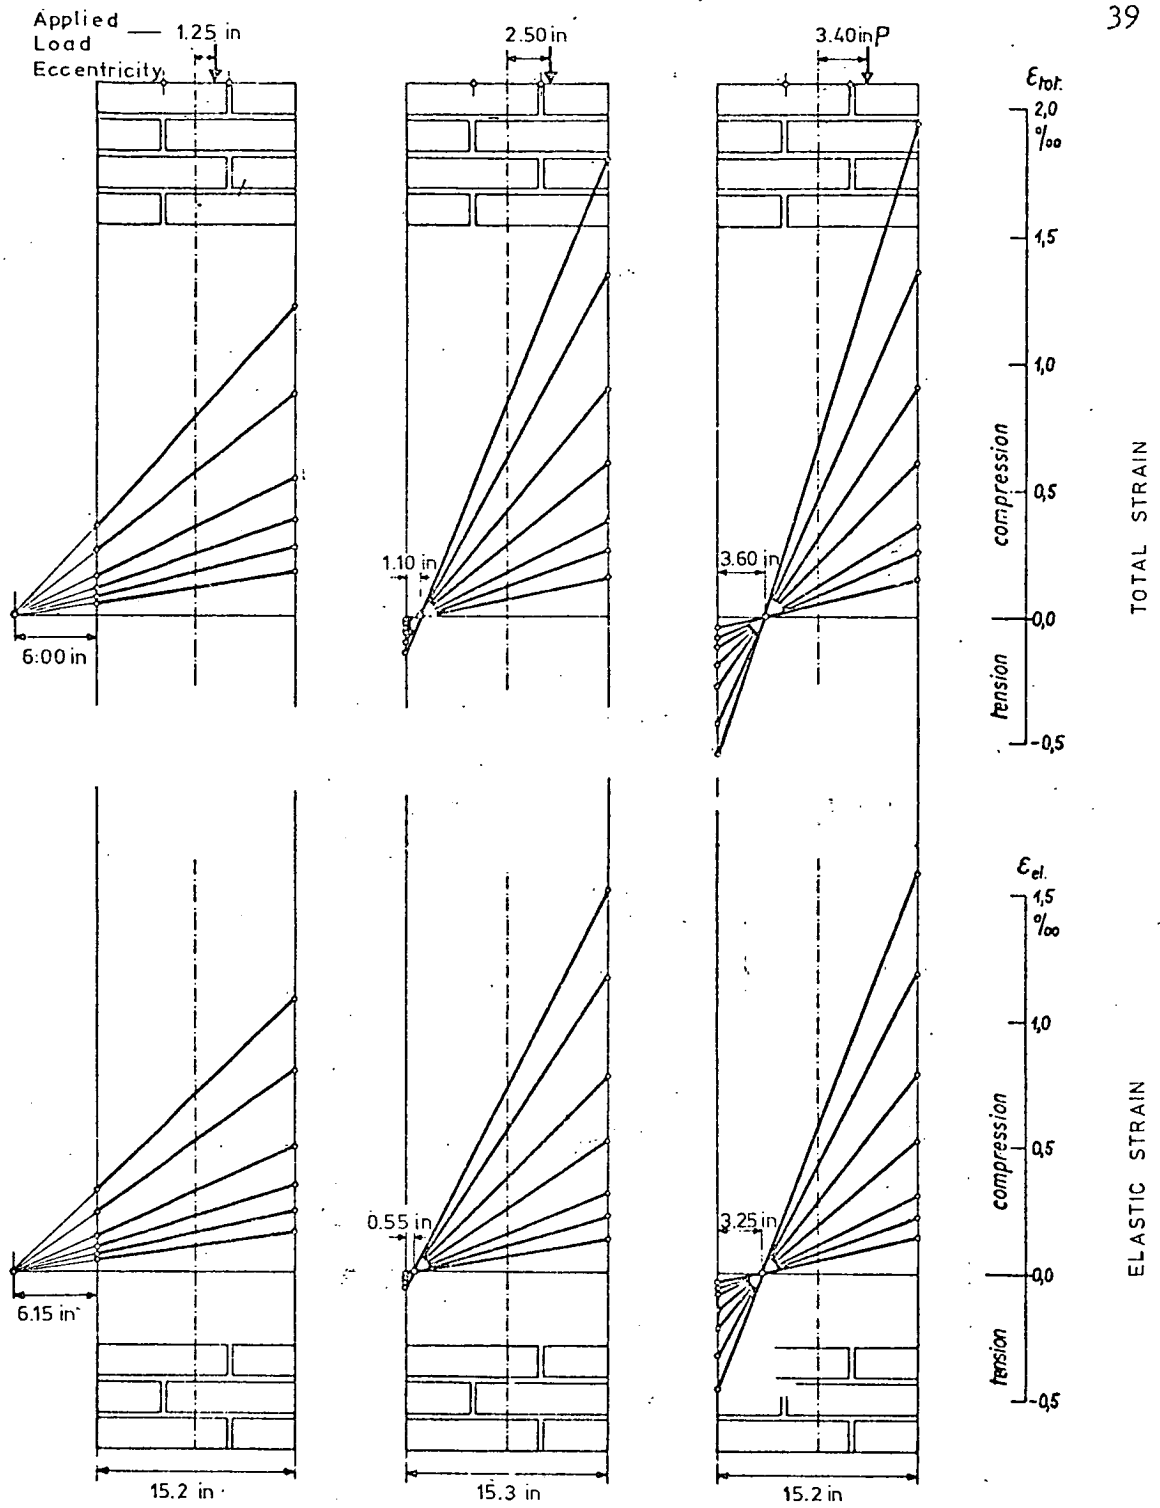 39
Applied
Load
Eccentricity
1.25 in
2.50 in
3.40 in P
εtot.
2,0
‰
1,5
1,0
0,5
0,0
-0,5
compression
tension
TOTAL STRAIN
6:00 in
1.10 in
3.60 in
εel.
1,5
‰
1,0
0,5
0,0
-0,5
compression
tension
ELASTIC STRAIN
6.15 in
0.55 in
3.25 in
15.2 in
15.3 in
15.2 in